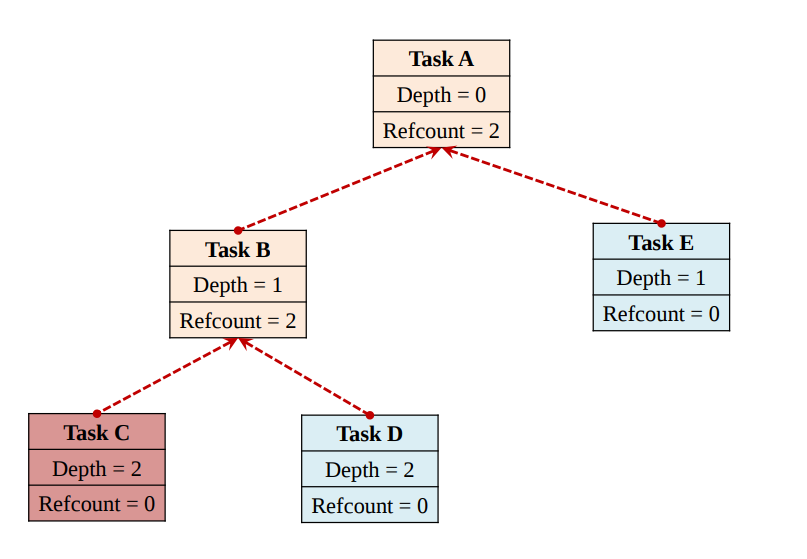 Task A
Depth = 0
Refcount = 2
Task B
Depth = 1
Refcount = 2
Task E
Depth = 1
Refcount = 0
Task C
Depth = 2
Refcount = 0
Task D
Depth = 2
Refcount = 0